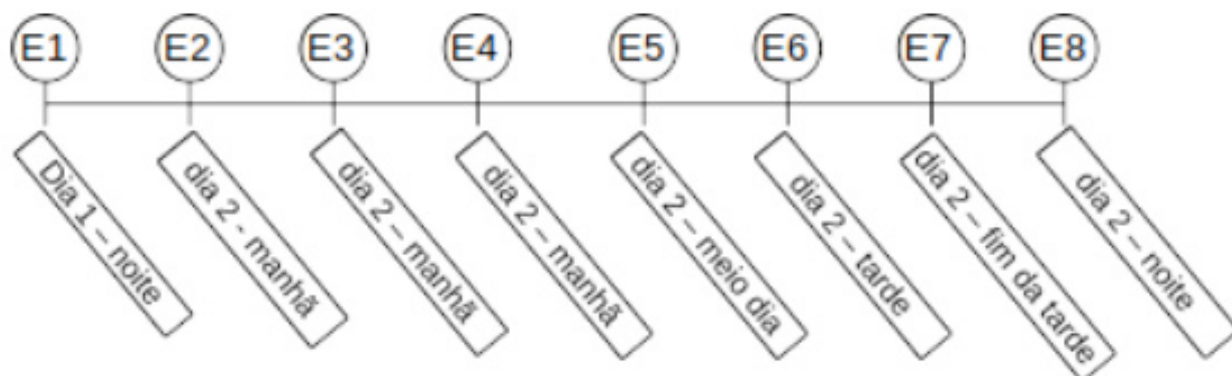 E1 E2 E3 E4 E5 E6 E7 E8
Dia 1 – noite
dia 2 - manhã
dia 2 – manhã
dia 2 – manhã
dia 2 – meio dia
dia 2 – tarde
dia 2 – fim da tarde
dia 2 – noite